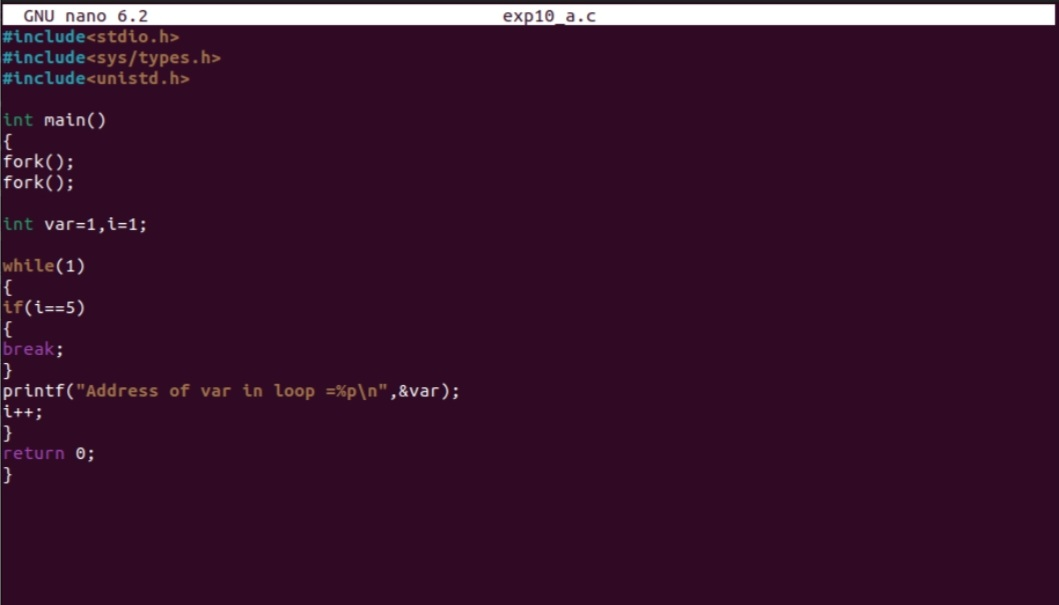 GNU nano 6.2 exp10_a.c
#include<stdio.h>
#include<sys/types.h>
#include<unistd.h>
int main()
{
fork();
fork();
int var=1,i=1;
while(1)
{
if(i==5)
{
break;
}
printf("Address of var in loop =%p\n",&var);
i++;
}
return 0;
}